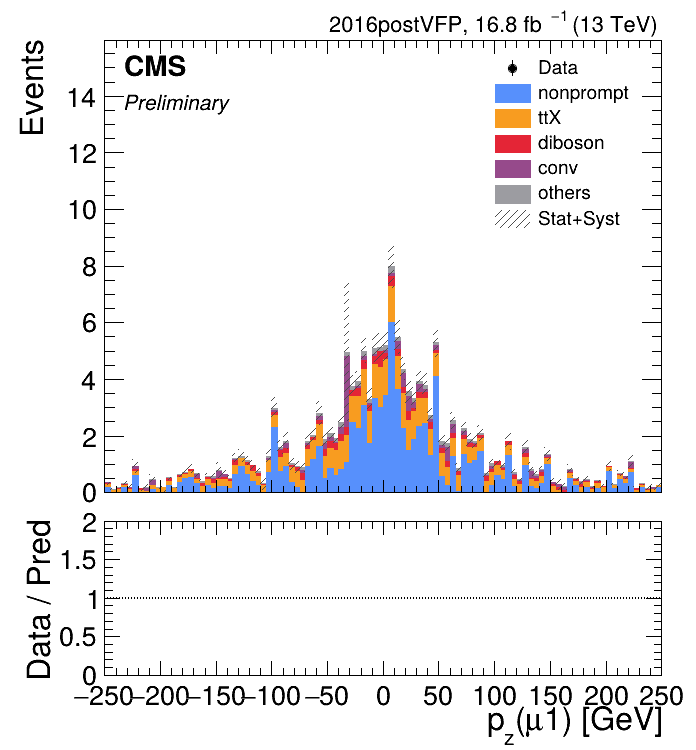 2016postVFP, 16.8 fb⁻¹ (13 TeV)
CMS
Preliminary
Events
Data
nonprompt
ttX
diboson
conv
others
Stat+Syst
14
12
10
8
6
4
2
0
Data / Pred
2
1.5
1
0.5
0
−250 −200 −150 −100 −50 0 50 100 150 200 250
p_z(μ1) [GeV]